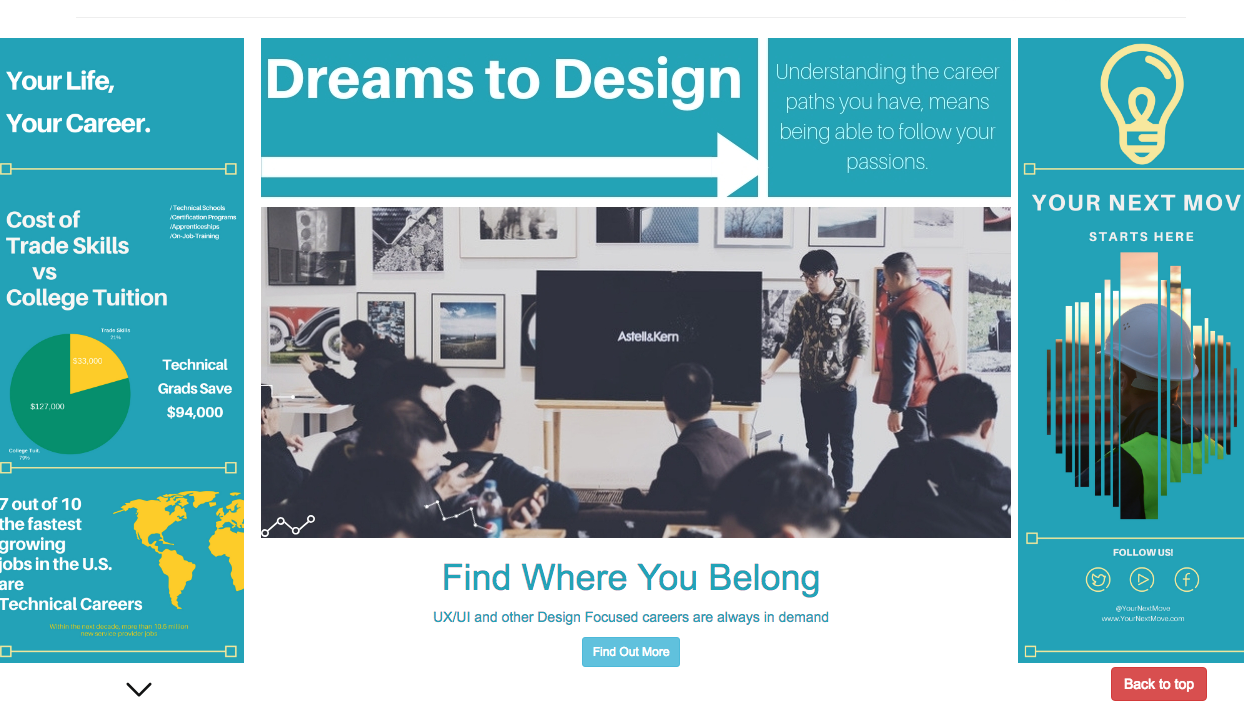 Your Life,
Your Career.
Cost of
Trade Skills
vs
College Tuition
/ Technical Schools
/Certification Programs
/Apprenticeships
/On-Job-Training
Trade Skills
21%
$33,000
$127,000
College Tuit.
79%
Technical
Grads Save
$94,000
7 out of 10
the fastest
growing
jobs in the U.S.
are
Technical Careers
Within the next decade, more than 10.8 million
new service provider jobs
Dreams to Design
Understanding the career
paths you have, means
being able to follow your
passions.
Astell&Kern
Find Where You Belong
UX/UI and other Design Focused careers are always in demand
Find Out More
YOUR NEXT MOV
STARTS HERE
FOLLOW US!
@YourNextMove
www.YourNextMove.com
Back to top